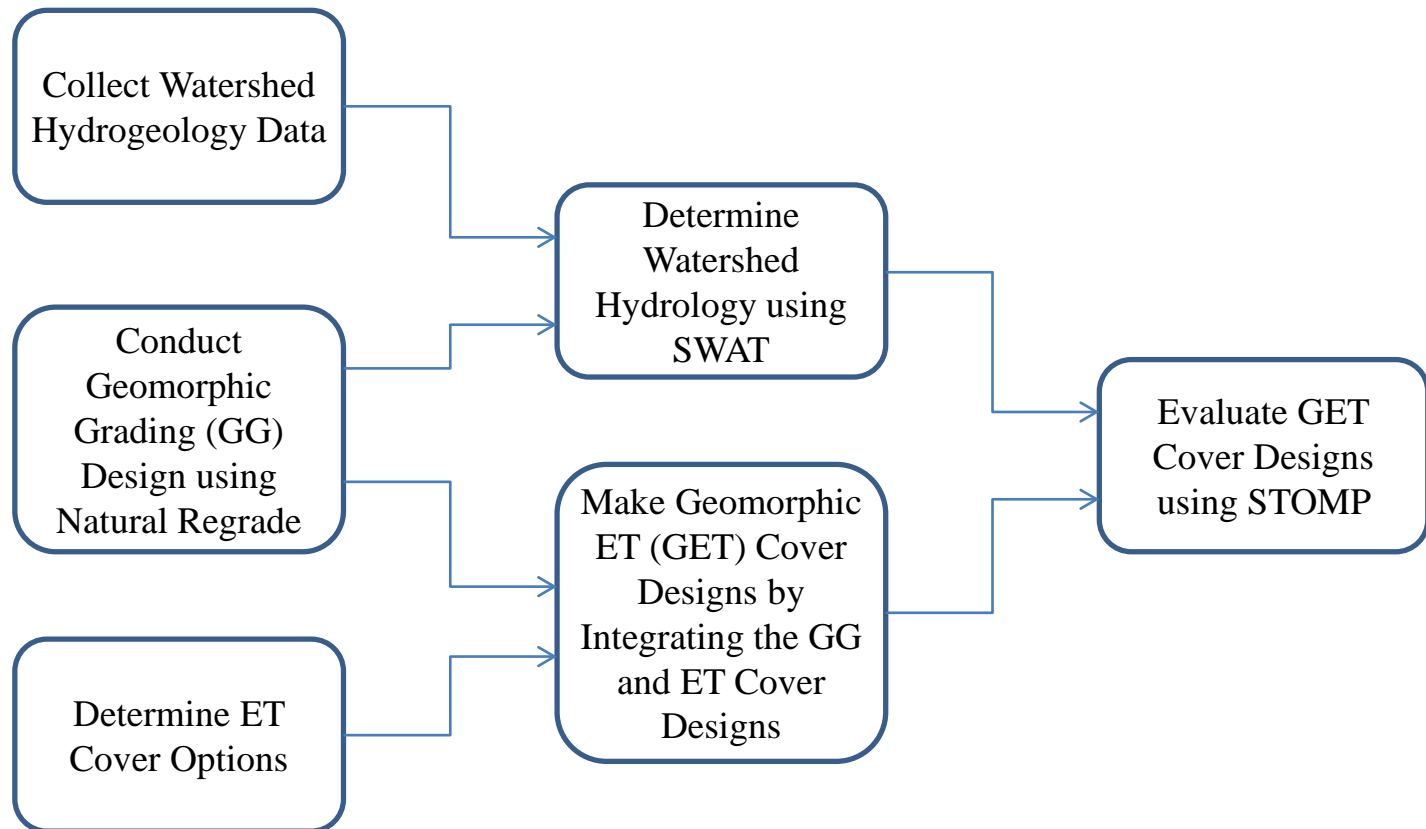 Collect Watershed
Hydrogeology Data
Conduct
Geomorphic
Grading (GG)
Design using
Natural Regrade
Determine ET
Cover Options
Determine
Watershed
Hydrology using
SWAT
Make Geomorphic
ET (GET) Cover
Designs by
Integrating the GG
and ET Cover
Designs
Evaluate GET
Cover Designs
using STOMP